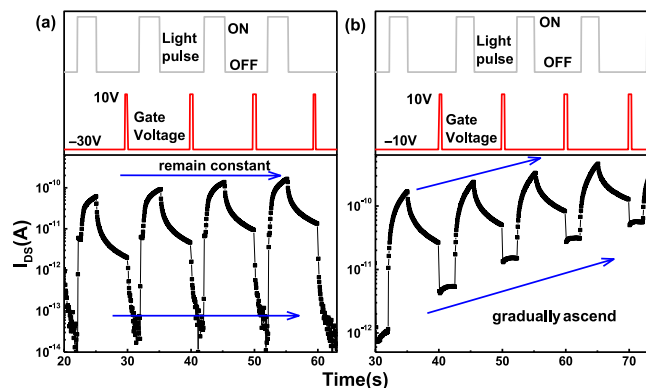 (a)
Light
pulse
ON
OFF
10V
Gate
Voltage
–30V
remain constant
10⁻¹⁰
10⁻¹¹
10⁻¹²
10⁻¹³
10⁻¹⁴
I_DS(A)
20 30 40 50 60
(b)
Light
pulse
ON
OFF
10V
Gate
Voltage
–10V
10⁻¹⁰
10⁻¹¹
10⁻¹²
gradually ascend
30 40 50 60 70
Time(s)